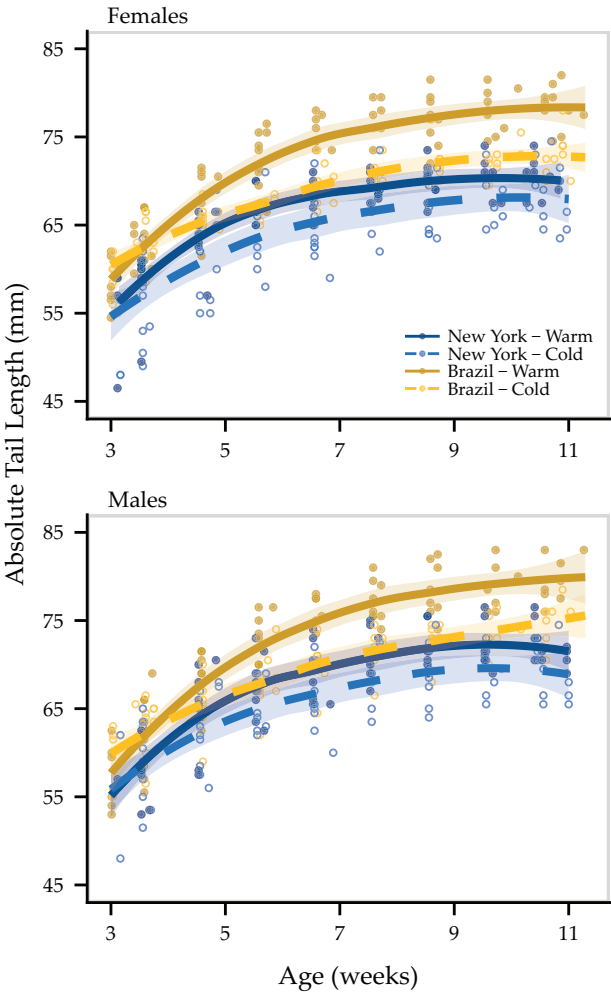 Females
85
75
65
55
45
New York – Warm
New York – Cold
Brazil – Warm
Brazil – Cold
3 5 7 9 11
Absolute Tail Length (mm)
Males
85
75
65
55
45
3 5 7 9 11
Age (weeks)